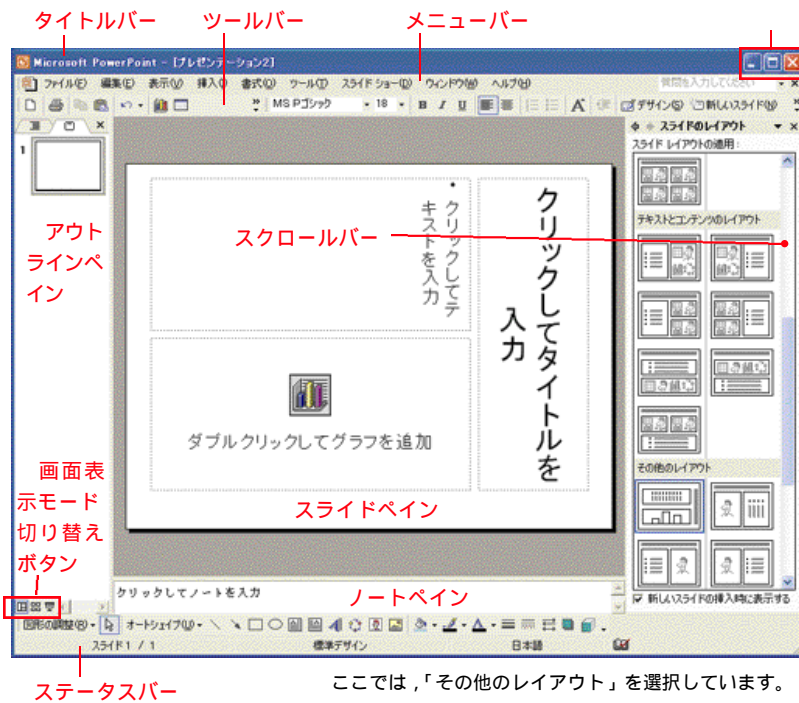 タイトルバー ツールバー メニューバー
Microsoft PowerPoint - [プレゼンテーション2]
ファイル(F) 編集(E) 表示(V) 挿入(I) 書式(O) ツール(T) スライド ショー(D) ウィンドウ(W) ヘルプ(H) 質問を入力してください
MS Pゴシック 18 B I U A デザイン(S) 新しいスライド(N)
スライドのレイアウト
スライド レイアウトの適用:
1
テキストとコンテンツのレイアウト
アウト
ラインペ
イン
スクロールバー
クリックしてタイトルを
入力
• クリックしてテ
キストを入力
ダブルクリックしてグラフを追加
その他のレイアウト
スライドペイン
画面表
示モード
切り替え
ボタン
クリックしてノートを入力
ノートペイン
新しいスライドの挿入時に表示する
図形の調整(R) オートシェイプ(U)
スライド 1 / 1 標準デザイン 日本語
ステータスバー
ここでは,「その他のレイアウト」を選択しています。